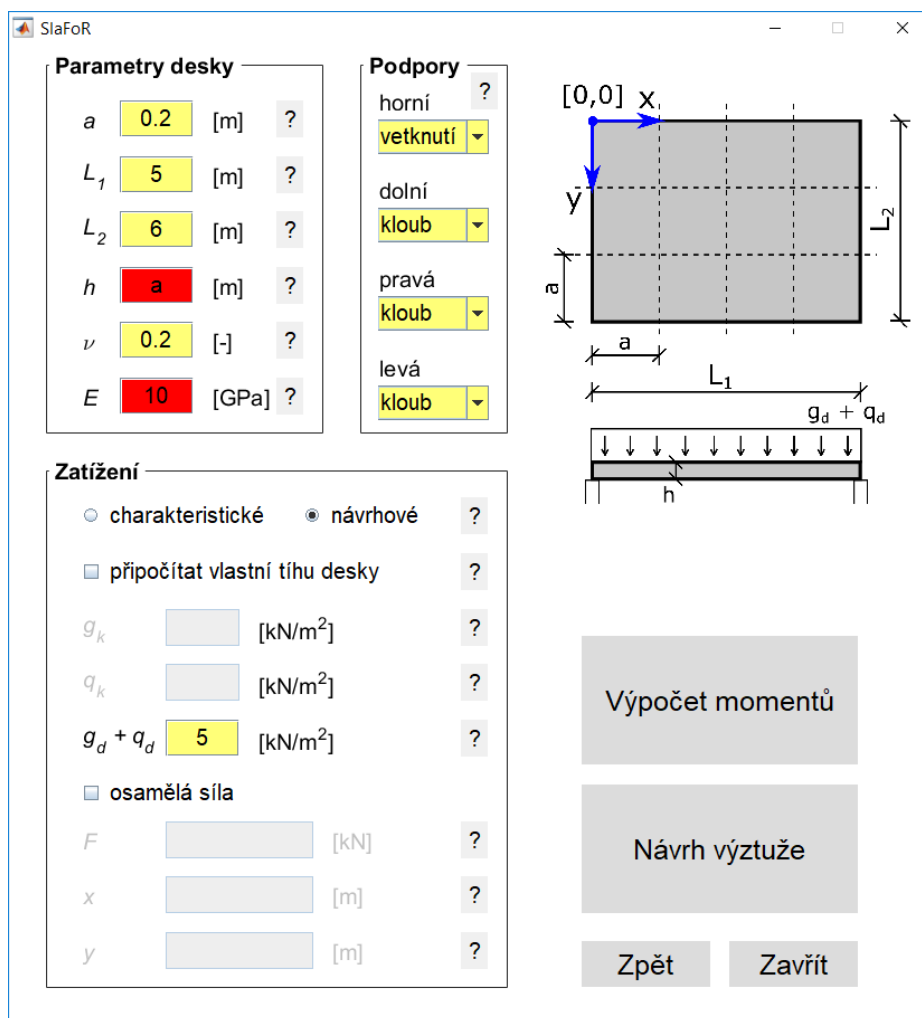 SlaFoR
Parametry desky
a 0.2 [m] ?
L1 5 [m] ?
L2 6 [m] ?
h a [m] ?
ν 0.2 [-] ?
E 10 [GPa] ?
Podpory
?
horní
vetknutí
dolní
kloub
pravá
kloub
levá
kloub
[0,0] x
y
a
L2
a
L1
gd + qd
h
Zatížení
charakteristické návrhové ?
připočítat vlastní tíhu desky ?
gk [kN/m2] ?
qk [kN/m2] ?
gd + qd 5 [kN/m2] ?
osamělá síla
F [kN] ?
x [m] ?
y [m] ?
Výpočet momentů
Návrh výztuže
Zpět Zavřít